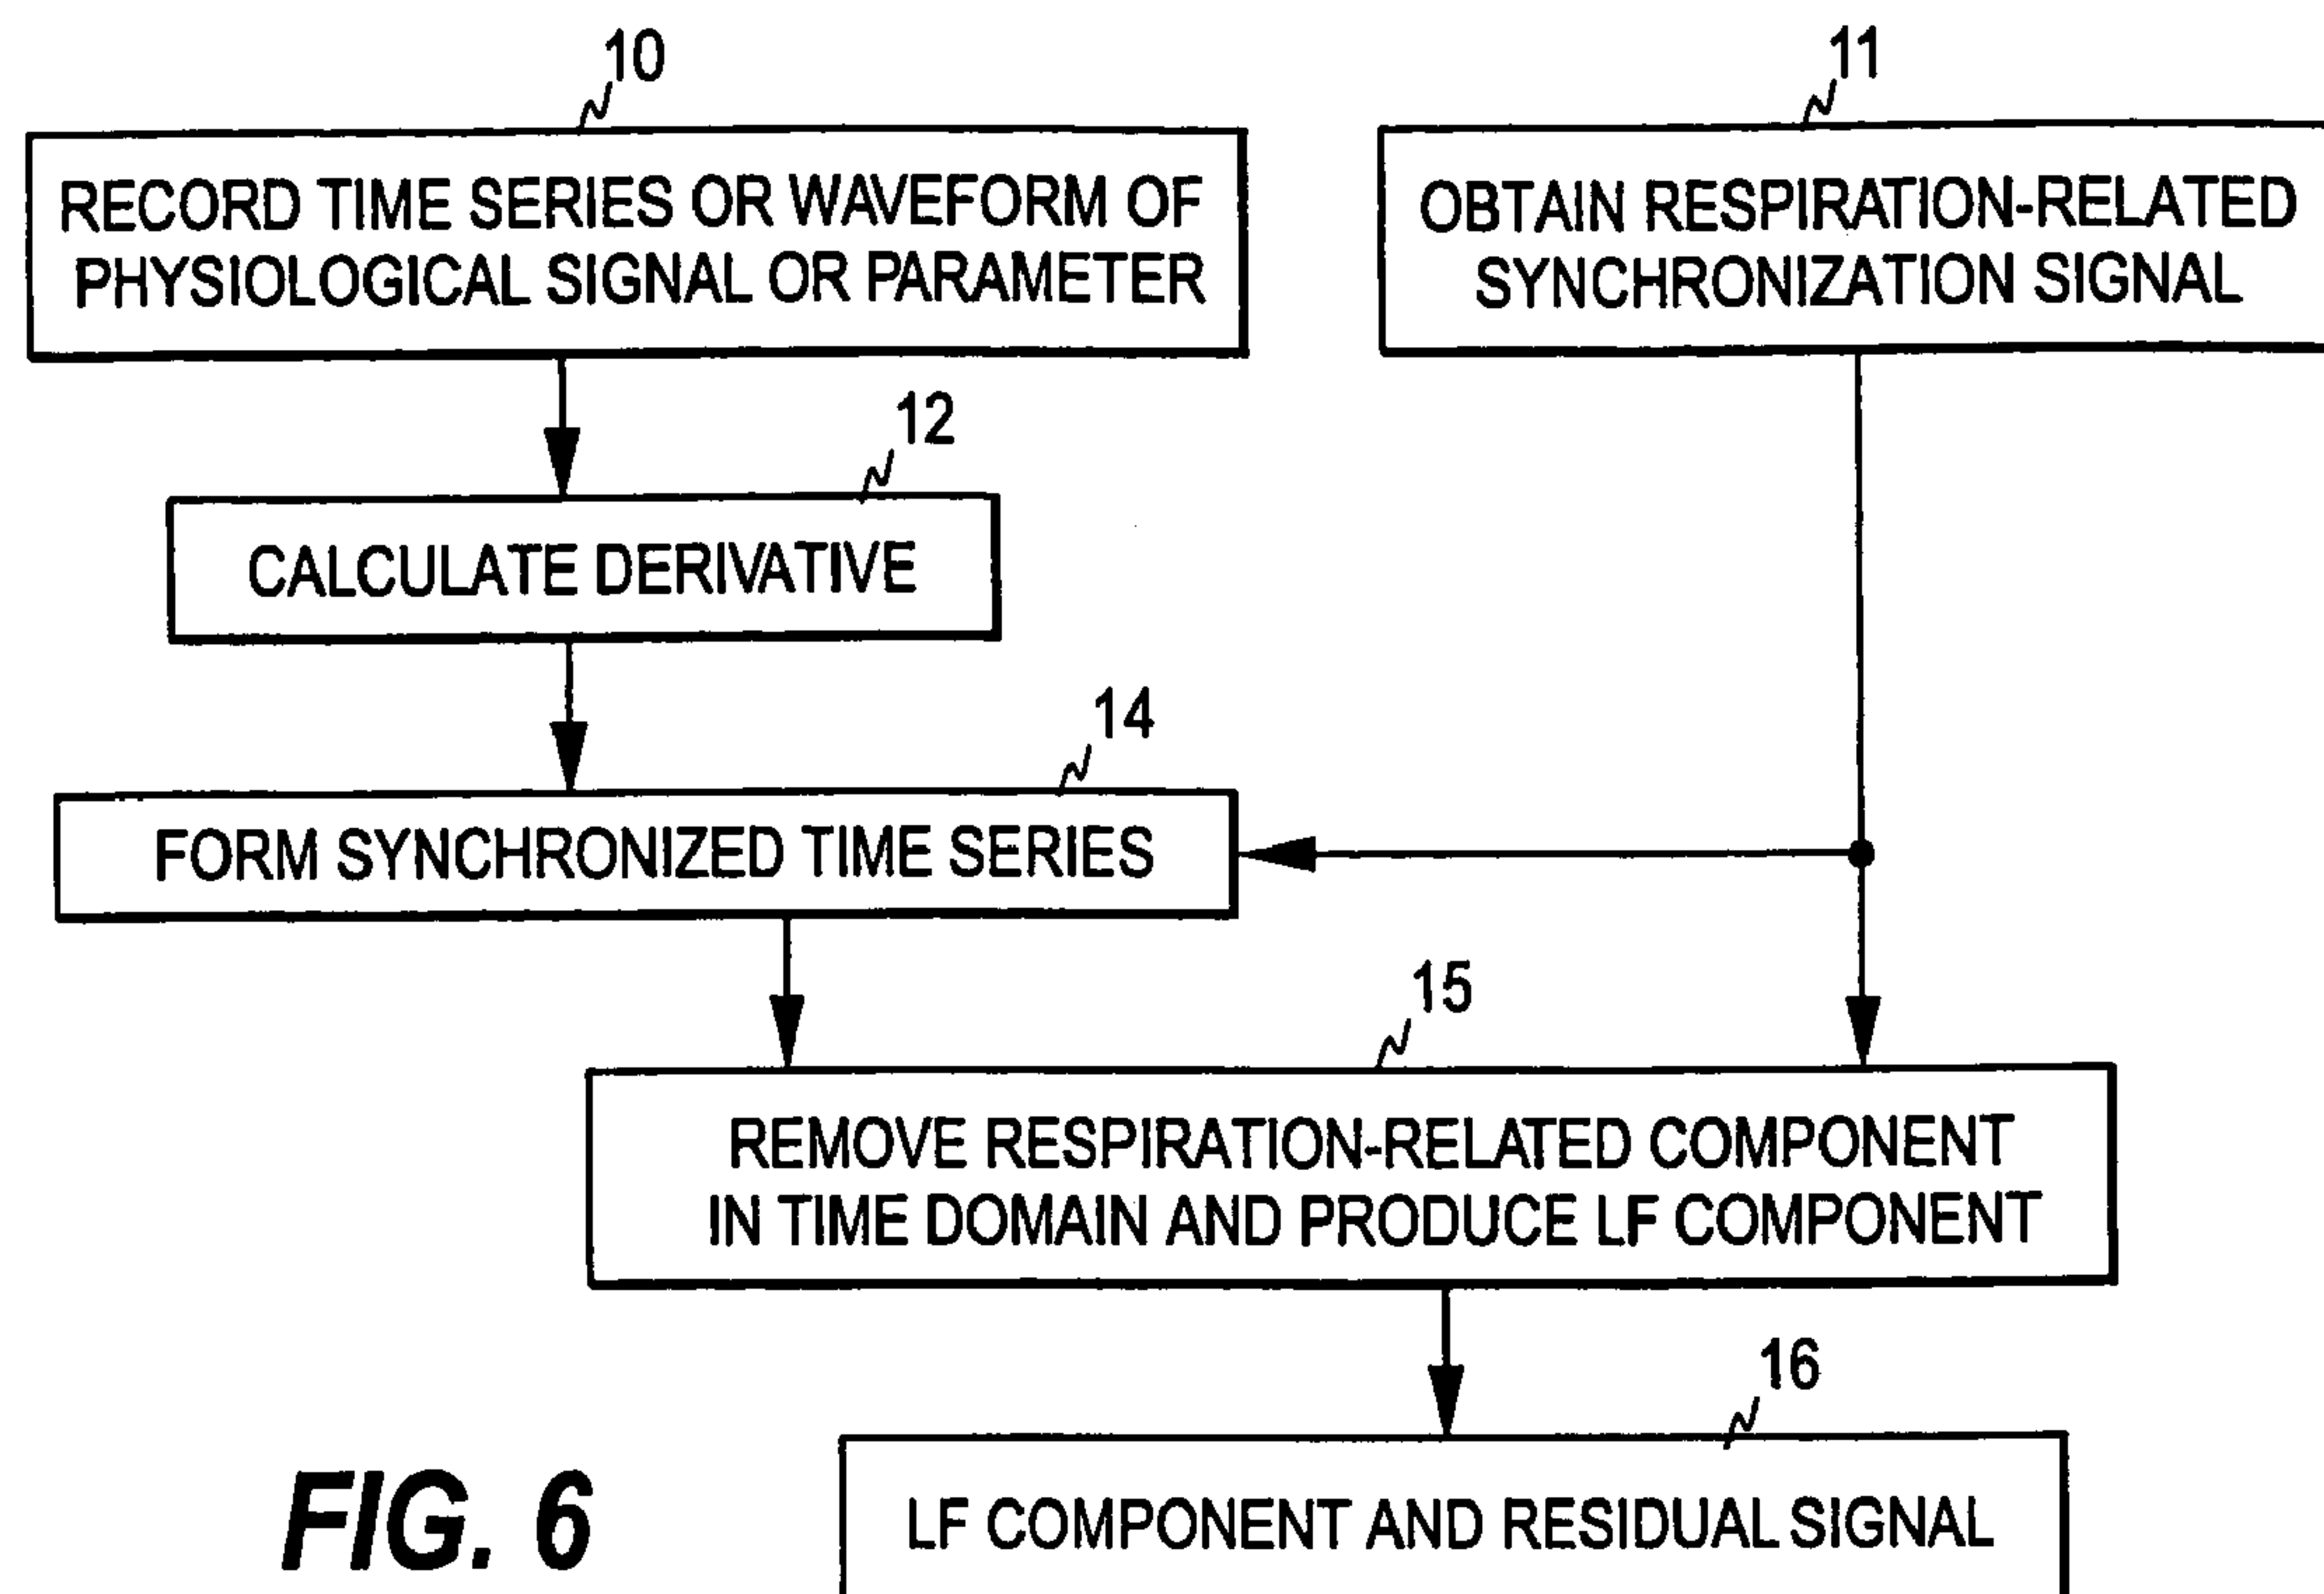 10
RECORD TIME SERIES OR WAVEFORM OF
PHYSIOLOGICAL SIGNAL OR PARAMETER
11
OBTAIN RESPIRATION-RELATED
SYNCHRONIZATION SIGNAL
12
CALCULATE DERIVATIVE
14
FORM SYNCHRONIZED TIME SERIES
15
REMOVE RESPIRATION-RELATED COMPONENT
IN TIME DOMAIN AND PRODUCE LF COMPONENT
16
LF COMPONENT AND RESIDUAL SIGNAL
FIG. 6